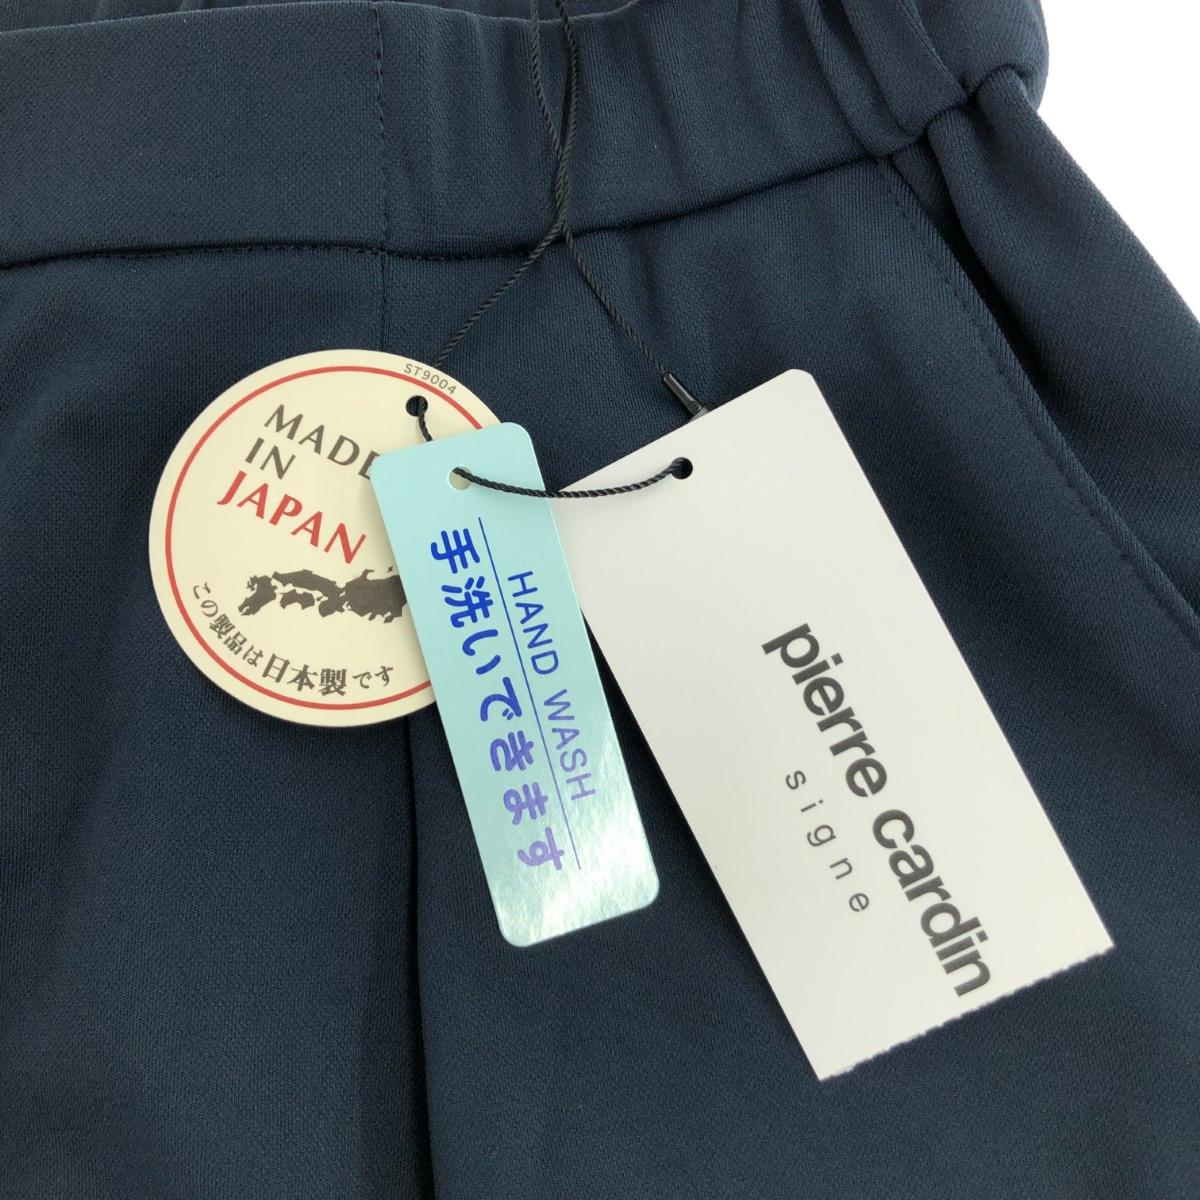 ST9004
MADE
IN
JAPAN
この製品は日本製です
HAND WASH
手洗いできます
pierre cardin
signe